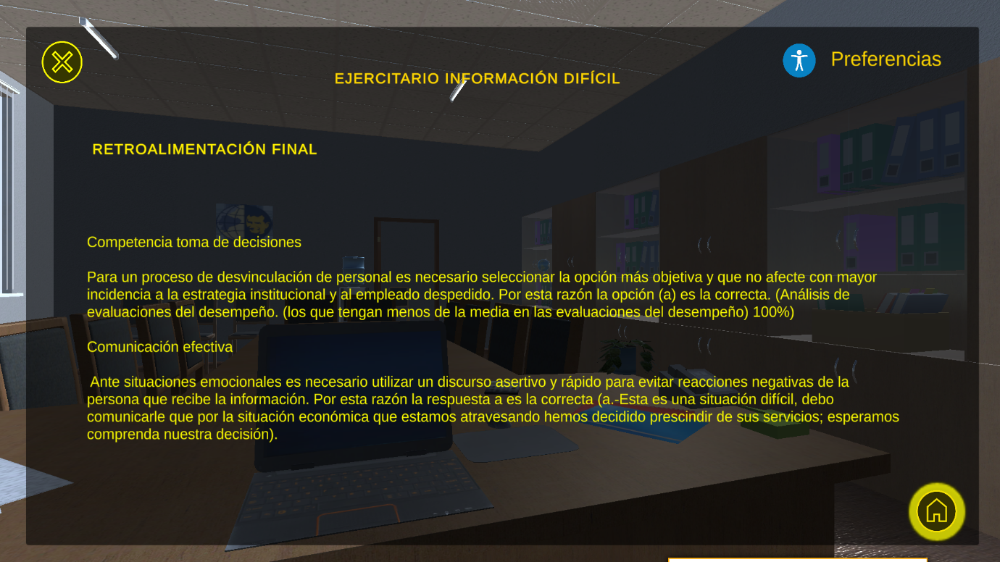 Preferencias
EJERCITARIO INFORMACIÓN DIFÍCIL
RETROALIMENTACIÓN FINAL
Competencia toma de decisiones
Para un proceso de desvinculación de personal es necesario seleccionar la opción más objetiva y que no afecte con mayor
incidencia a la estrategia institucional y al empleado despedido. Por esta razón la opción (a) es la correcta. (Análisis de
evaluaciones del desempeño. (los que tengan menos de la media en las evaluaciones del desempeño) 100%)
Comunicación efectiva
Ante situaciones emocionales es necesario utilizar un discurso asertivo y rápido para evitar reacciones negativas de la
persona que recibe la información. Por esta razón la respuesta a es la correcta (a.-Esta es una situación difícil, debo
comunicarle que por la situación económica que estamos atravesando hemos decidido prescindir de sus servicios; esperamos
comprenda nuestra decisión).